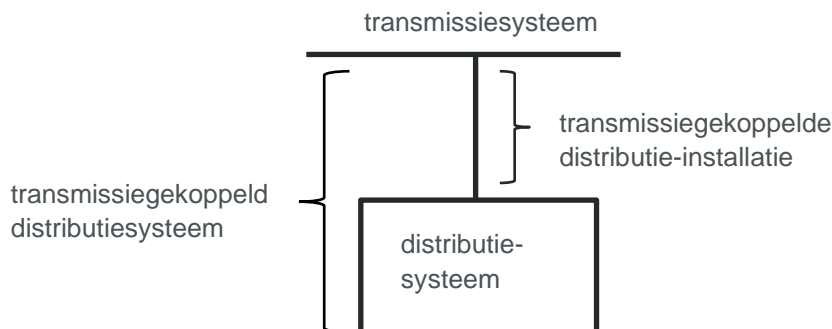 transmissiesysteem
transmissiegekoppelde
distributie-installatie
transmissiegekoppeld
distributiesysteem
distributie-
systeem